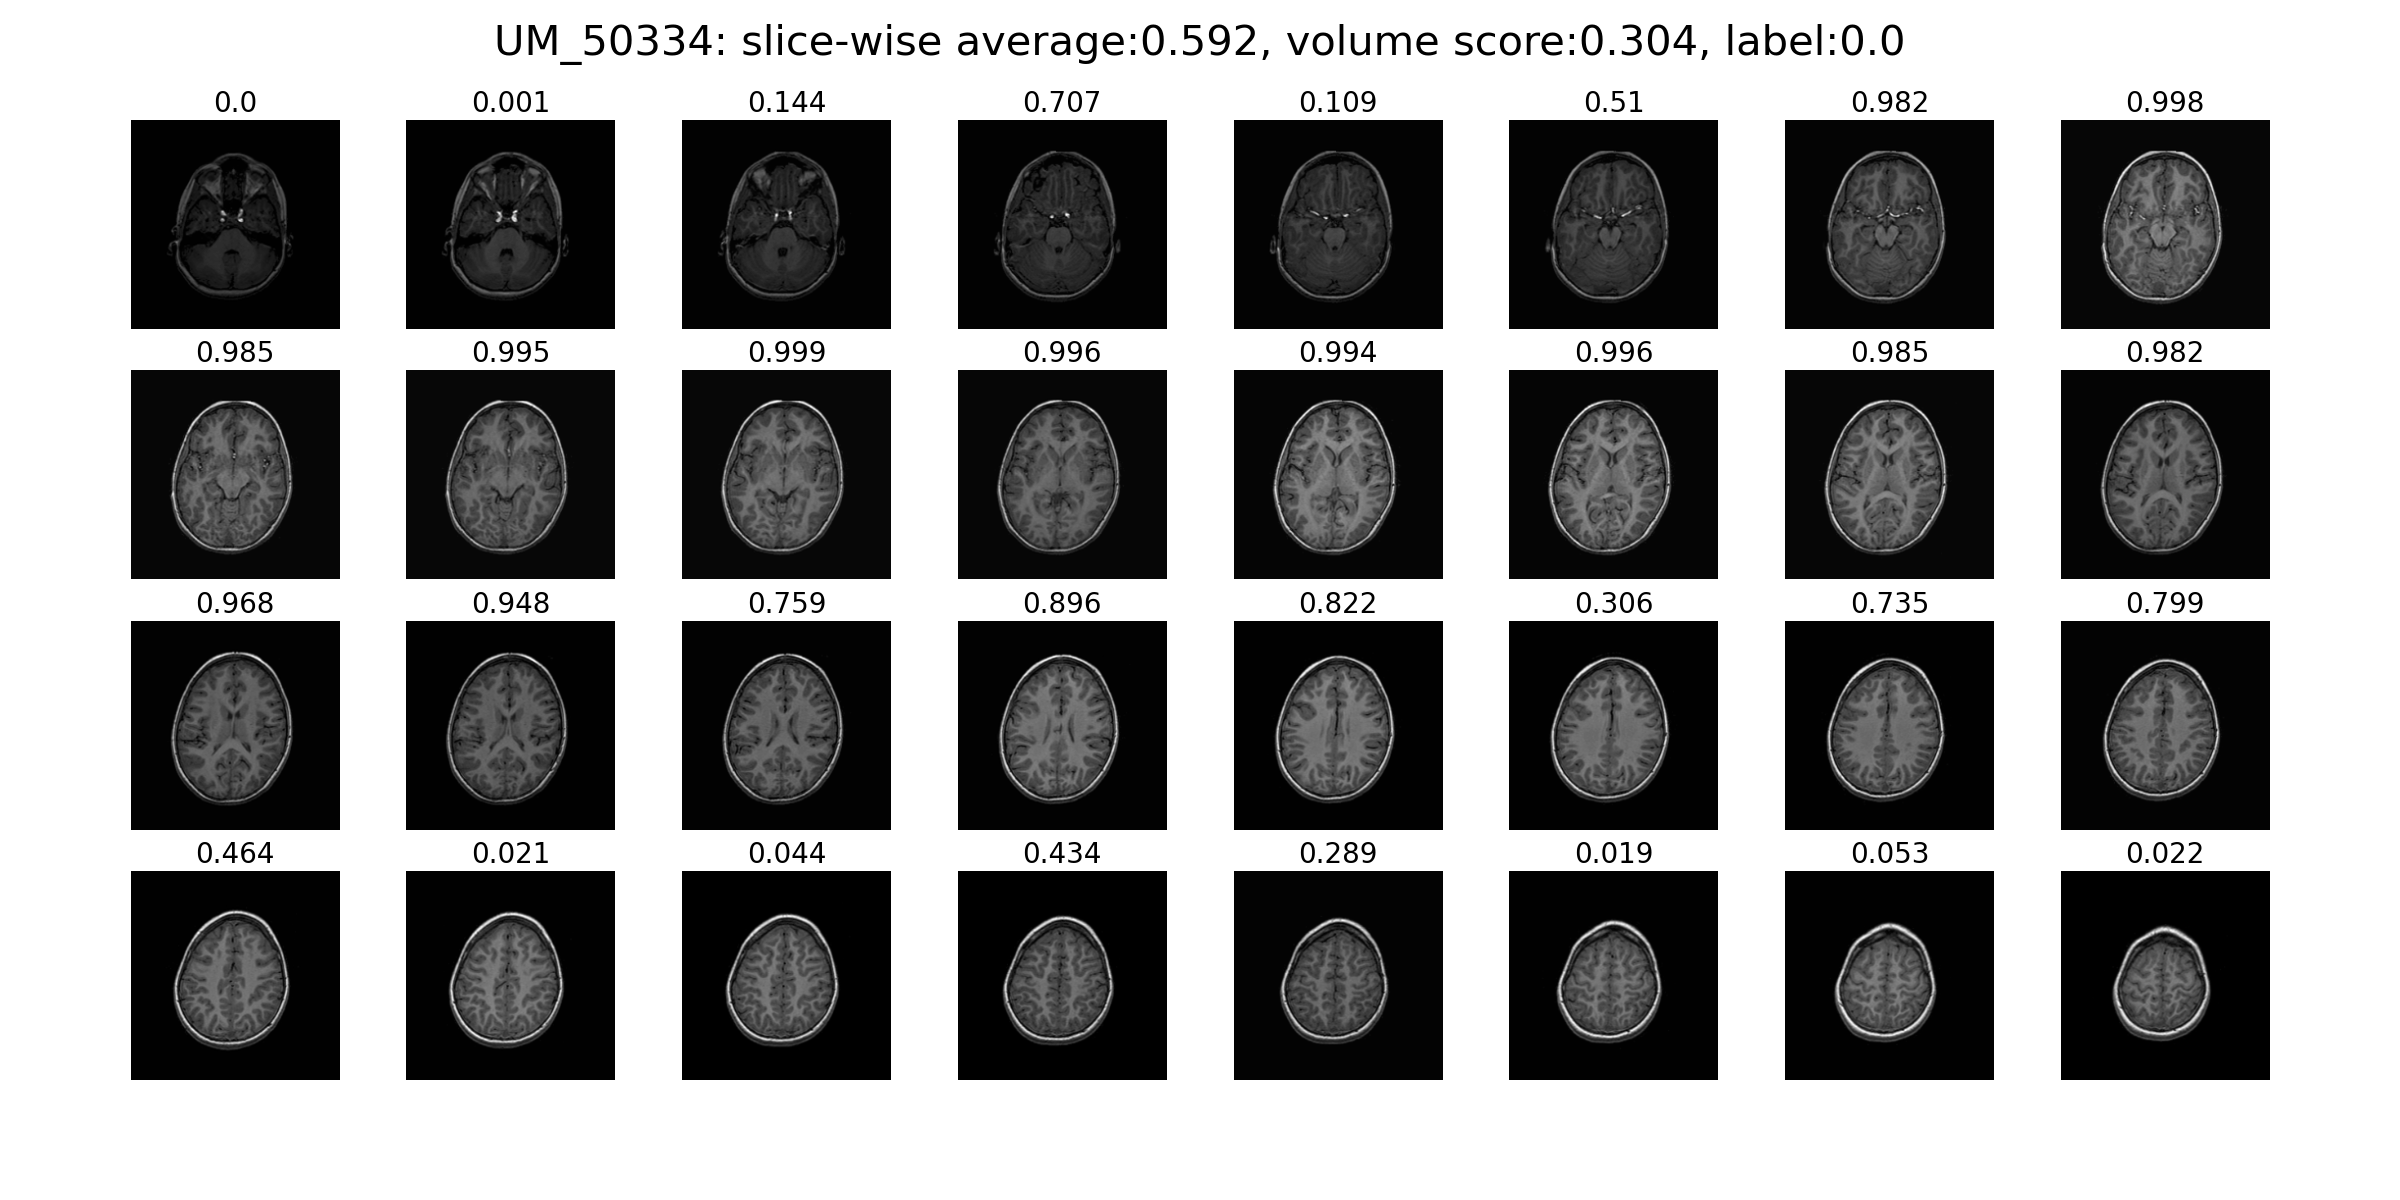 UM_50334: slice-wise average:0.592, volume score:0.304, label:0.0
0.0 0.001 0.144 0.707 0.109 0.51 0.982 0.998
0.985 0.995 0.999 0.996 0.994 0.996 0.985 0.982
0.968 0.948 0.759 0.896 0.822 0.306 0.735 0.799
0.464 0.021 0.044 0.434 0.289 0.019 0.053 0.022